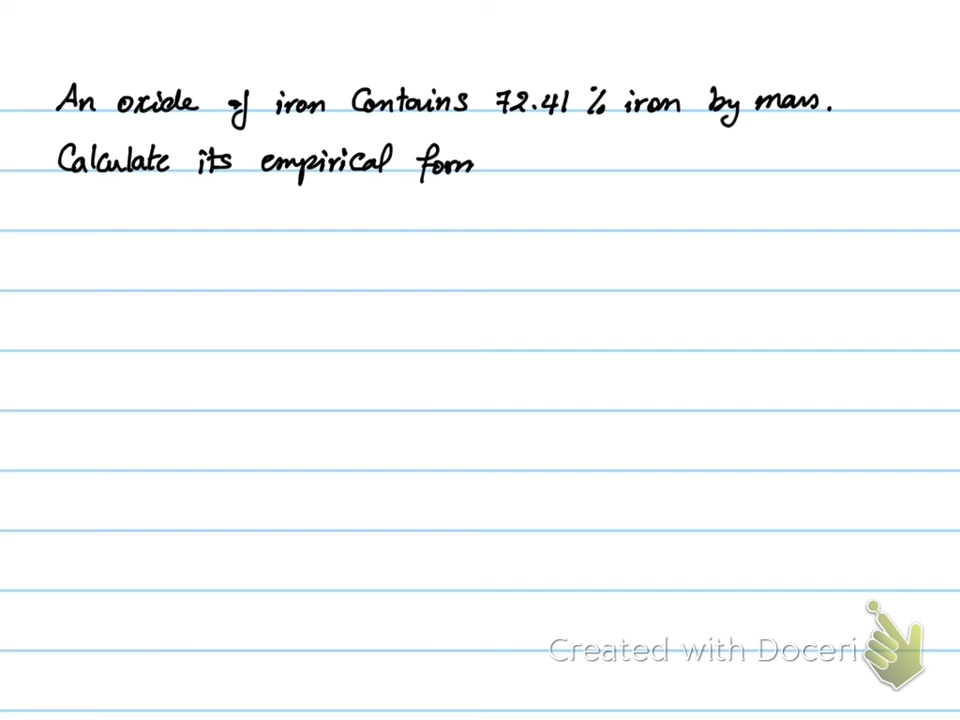 An oxide of iron contains 72.41 % iron by mass.
Calculate its empirical form
Created with Doceri